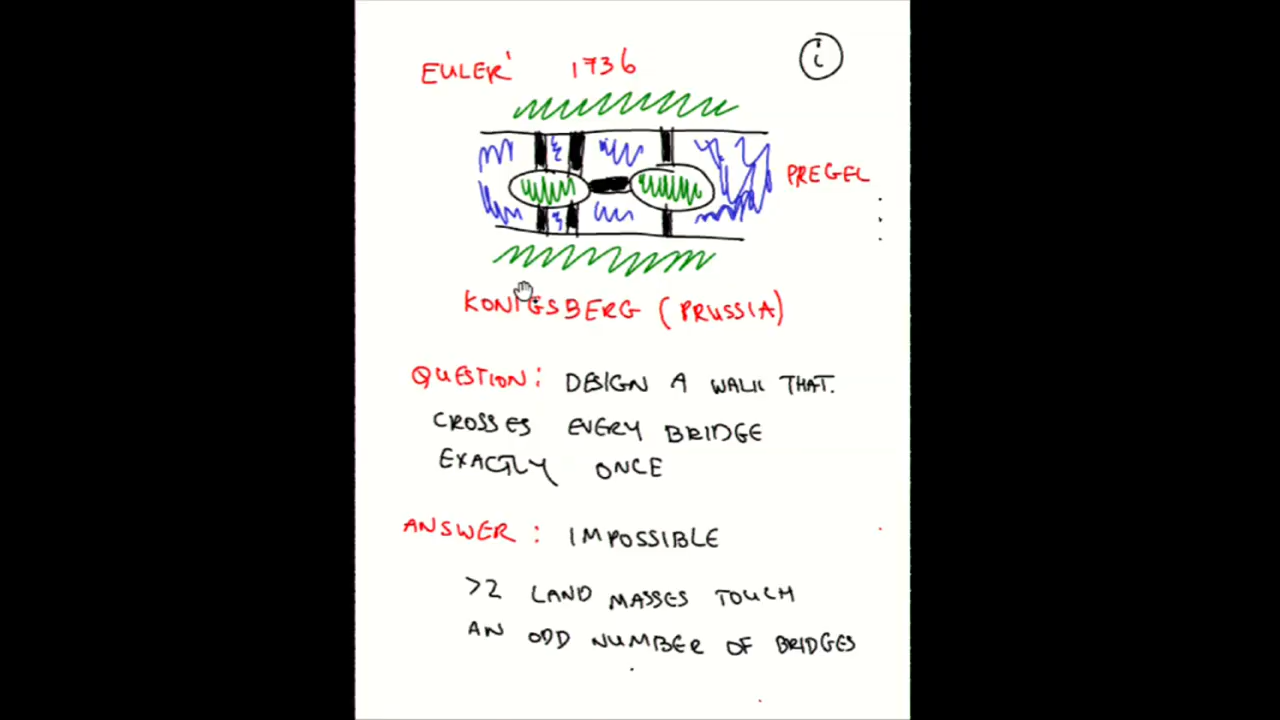 EULER' 1736
i
PREGEL
KONIGSBERG (PRUSSIA)
QUESTION: DESIGN A WALK THAT.
CROSSES EVERY BRIDGE
EXACTLY ONCE
ANSWER: IMPOSSIBLE
>2 LAND MASSES TOUCH
AN ODD NUMBER OF BRIDGES